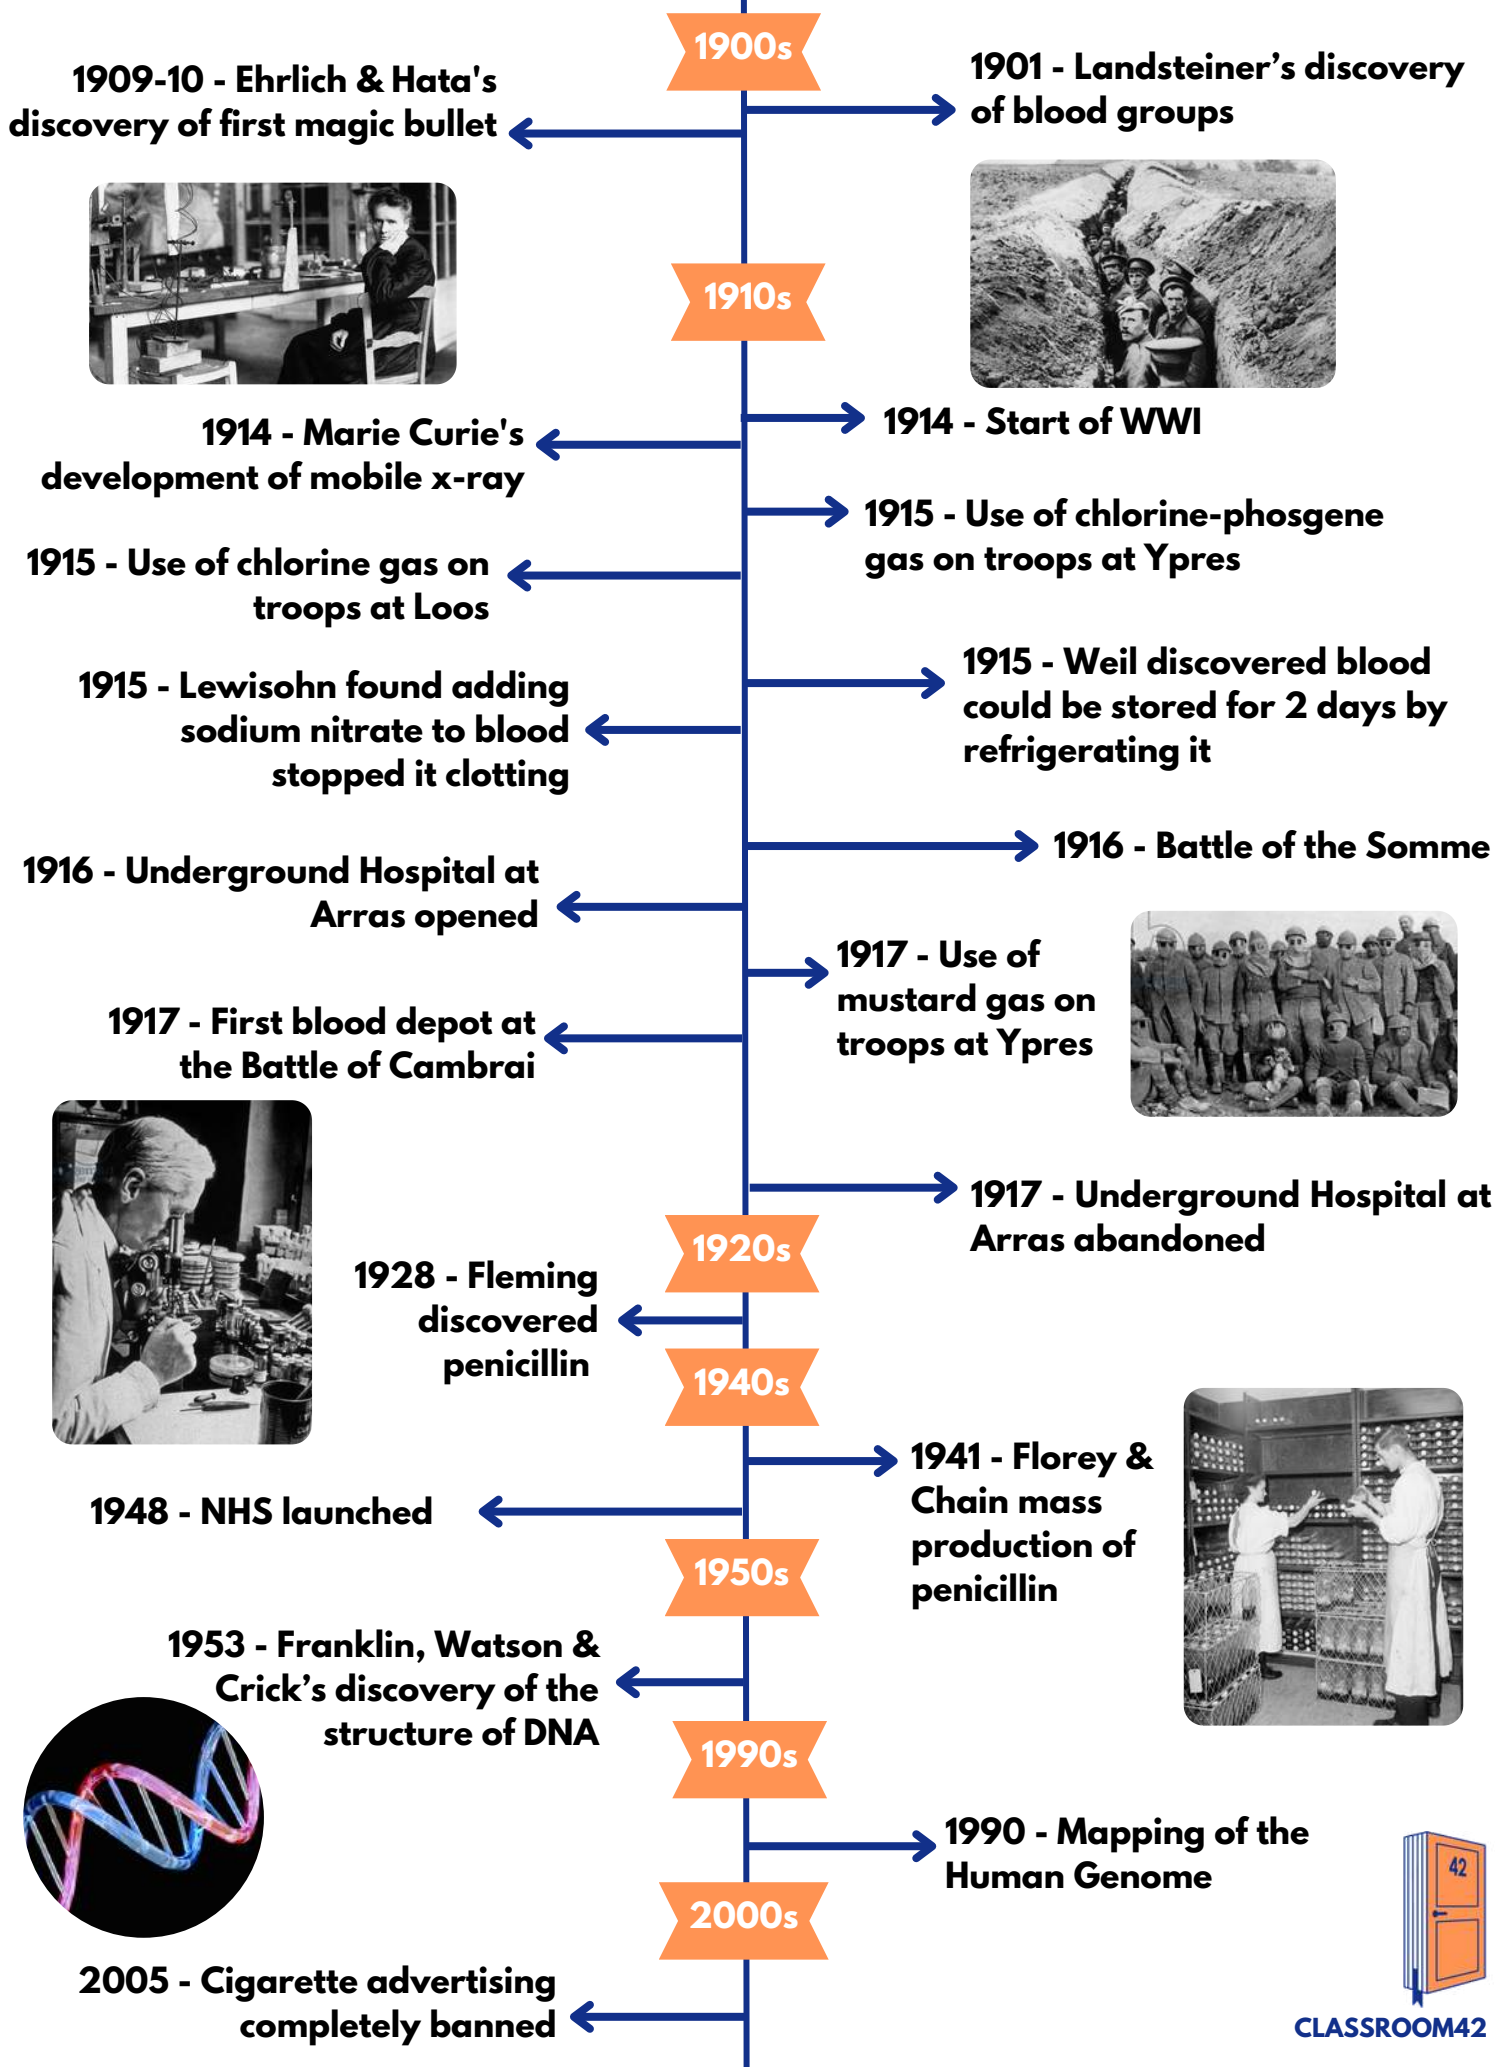 1900s
1901 - Landsteiner’s discovery
of blood groups
1909-10 - Ehrlich & Hata's
discovery of first magic bullet
1910s
1914 - Start of WWI
1914 - Marie Curie's
development of mobile x-ray
1915 - Use of chlorine-phosgene
gas on troops at Ypres
1915 - Use of chlorine gas on
troops at Loos
1915 - Weil discovered blood
could be stored for 2 days by
refrigerating it
1915 - Lewisohn found adding
sodium nitrate to blood
stopped it clotting
1916 - Battle of the Somme
1916 - Underground Hospital at
Arras opened
1917 - Use of
mustard gas on
troops at Ypres
1917 - First blood depot at
the Battle of Cambrai
1917 - Underground Hospital at
Arras abandoned
1920s
1928 - Fleming
discovered
penicillin
1940s
1941 - Florey &
Chain mass
production of
penicillin
1948 - NHS launched
1950s
1953 - Franklin, Watson &
Crick’s discovery of the
structure of DNA
1990s
1990 - Mapping of the
Human Genome
2000s
2005 - Cigarette advertising
completely banned
42
CLASSROOM42